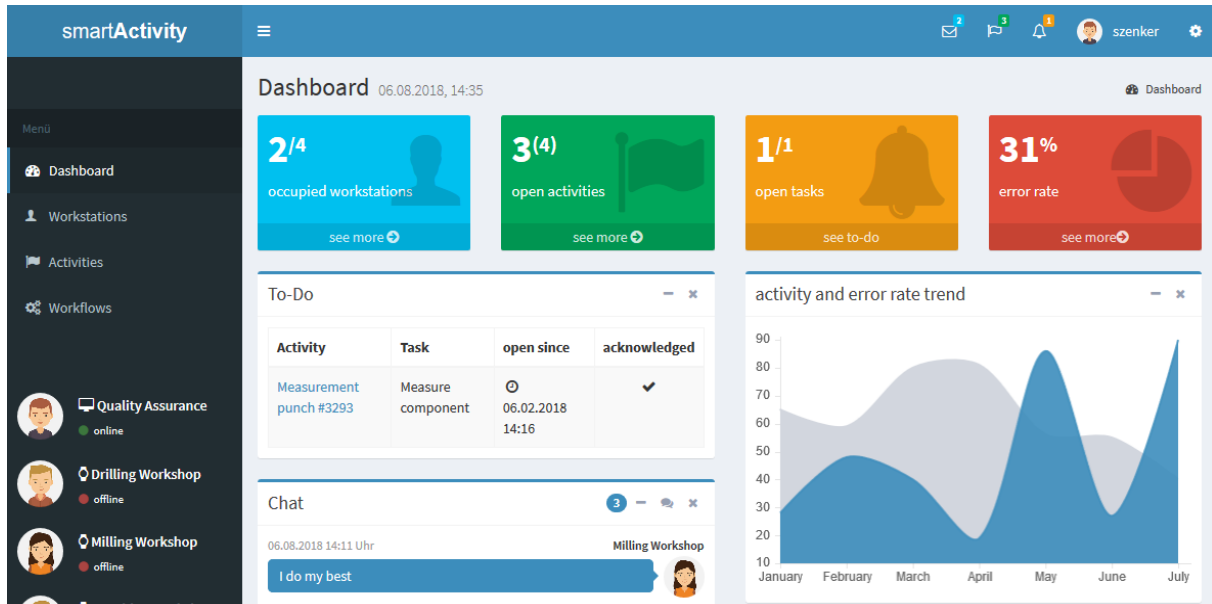 smartActivity
2
3
1
szenker
Dashboard 06.08.2018, 14:35
Dashboard
Menü
Dashboard
Workstations
Activities
Workflows
Quality Assurance
online
Drilling Workshop
offline
Milling Workshop
offline
2/4
occupied workstations
see more
3(4)
open activities
see more
1/1
open tasks
see to-do
31%
error rate
see more
To-Do
Activity Task open since acknowledged
Measurement Measure
punch #3293 component 06.02.2018
14:16
Chat 3
06.08.2018 14:11 Uhr Milling Workshop
I do my best
activity and error rate trend
90
80
70
60
50
40
30
20
10
January February March April May June July